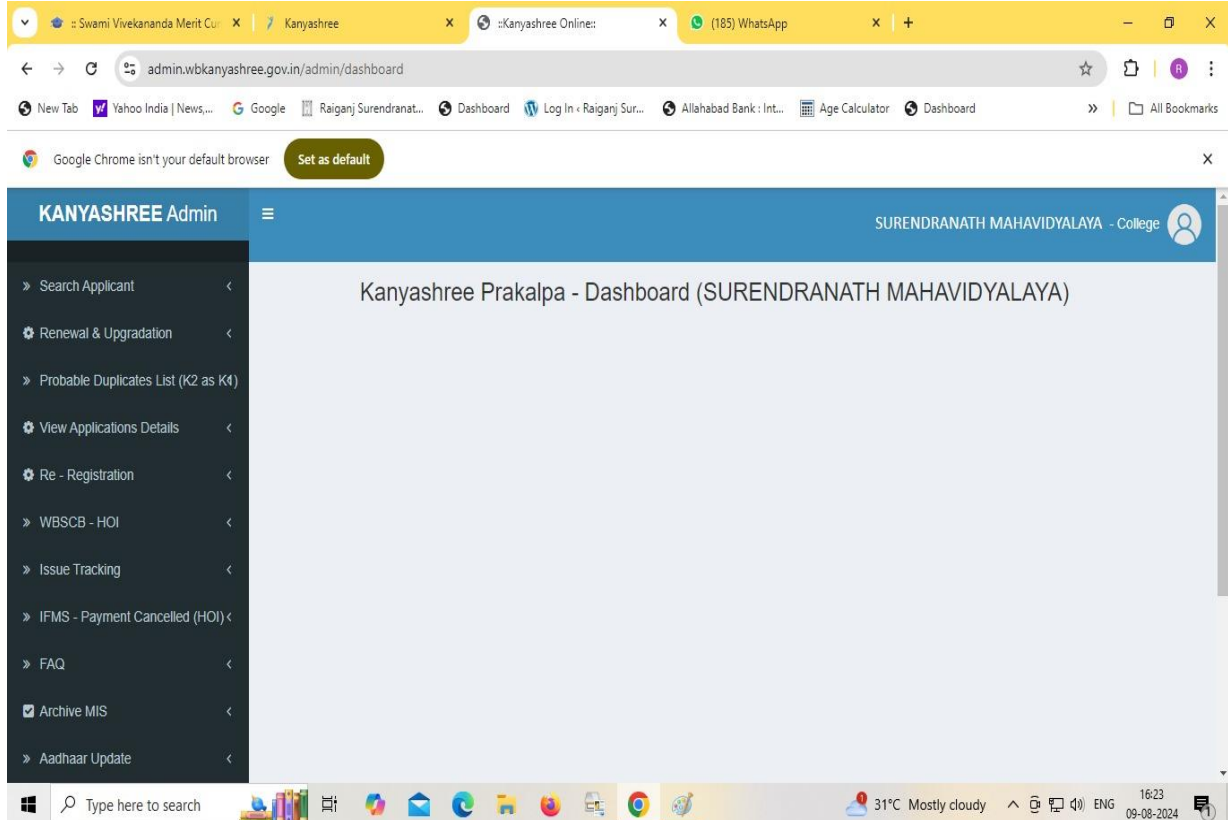 :: Swami Vivekananda Merit Cur
Kanyashree
::Kanyashree Online::
(185) WhatsApp
admin.wbkanyashree.gov.in/admin/dashboard
R
New Tab
Yahoo India | News,...
Google
Raiganj Surendranat...
Dashboard
Log In ‹ Raiganj Sur...
Allahabad Bank : Int...
Age Calculator
Dashboard
»
All Bookmarks
Google Chrome isn't your default browser
Set as default
KANYASHREE Admin
SURENDRANATH MAHAVIDYALAYA - College
Kanyashree Prakalpa - Dashboard (SURENDRANATH MAHAVIDYALAYA)
Search Applicant
Renewal & Upgradation
Probable Duplicates List (K2 as K1)
View Applications Details
Re - Registration
WBSCB - HOI
Issue Tracking
IFMS - Payment Cancelled (HOI)
FAQ
Archive MIS
Aadhaar Update
Type here to search
31°C Mostly cloudy
ENG
16:23
09-08-2024
1